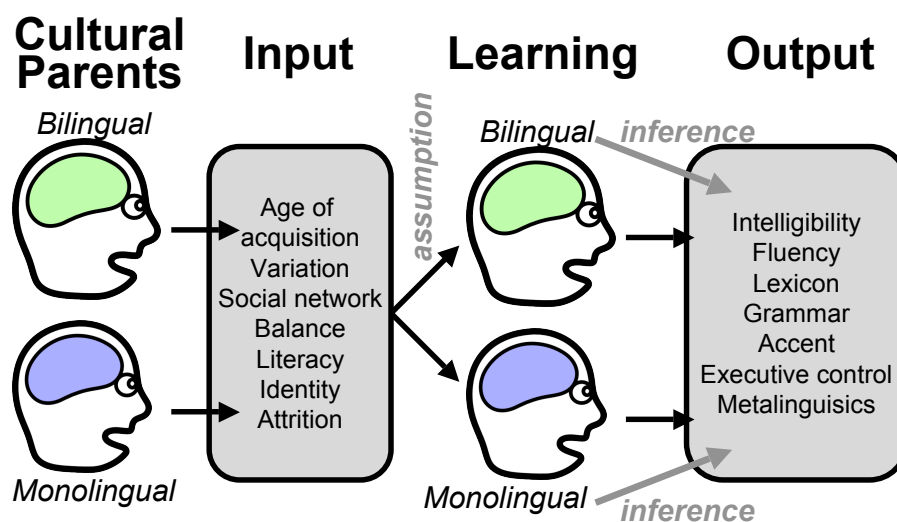 Cultural
Parents
Input
Learning
Output
Bilingual
Monolingual
Age of
acquisition
Variation
Social network
Balance
Literacy
Identity
Attrition
assumption
Bilingual
Monolingual
inference
inference
Intelligibility
Fluency
Lexicon
Grammar
Accent
Executive control
Metalinguisics